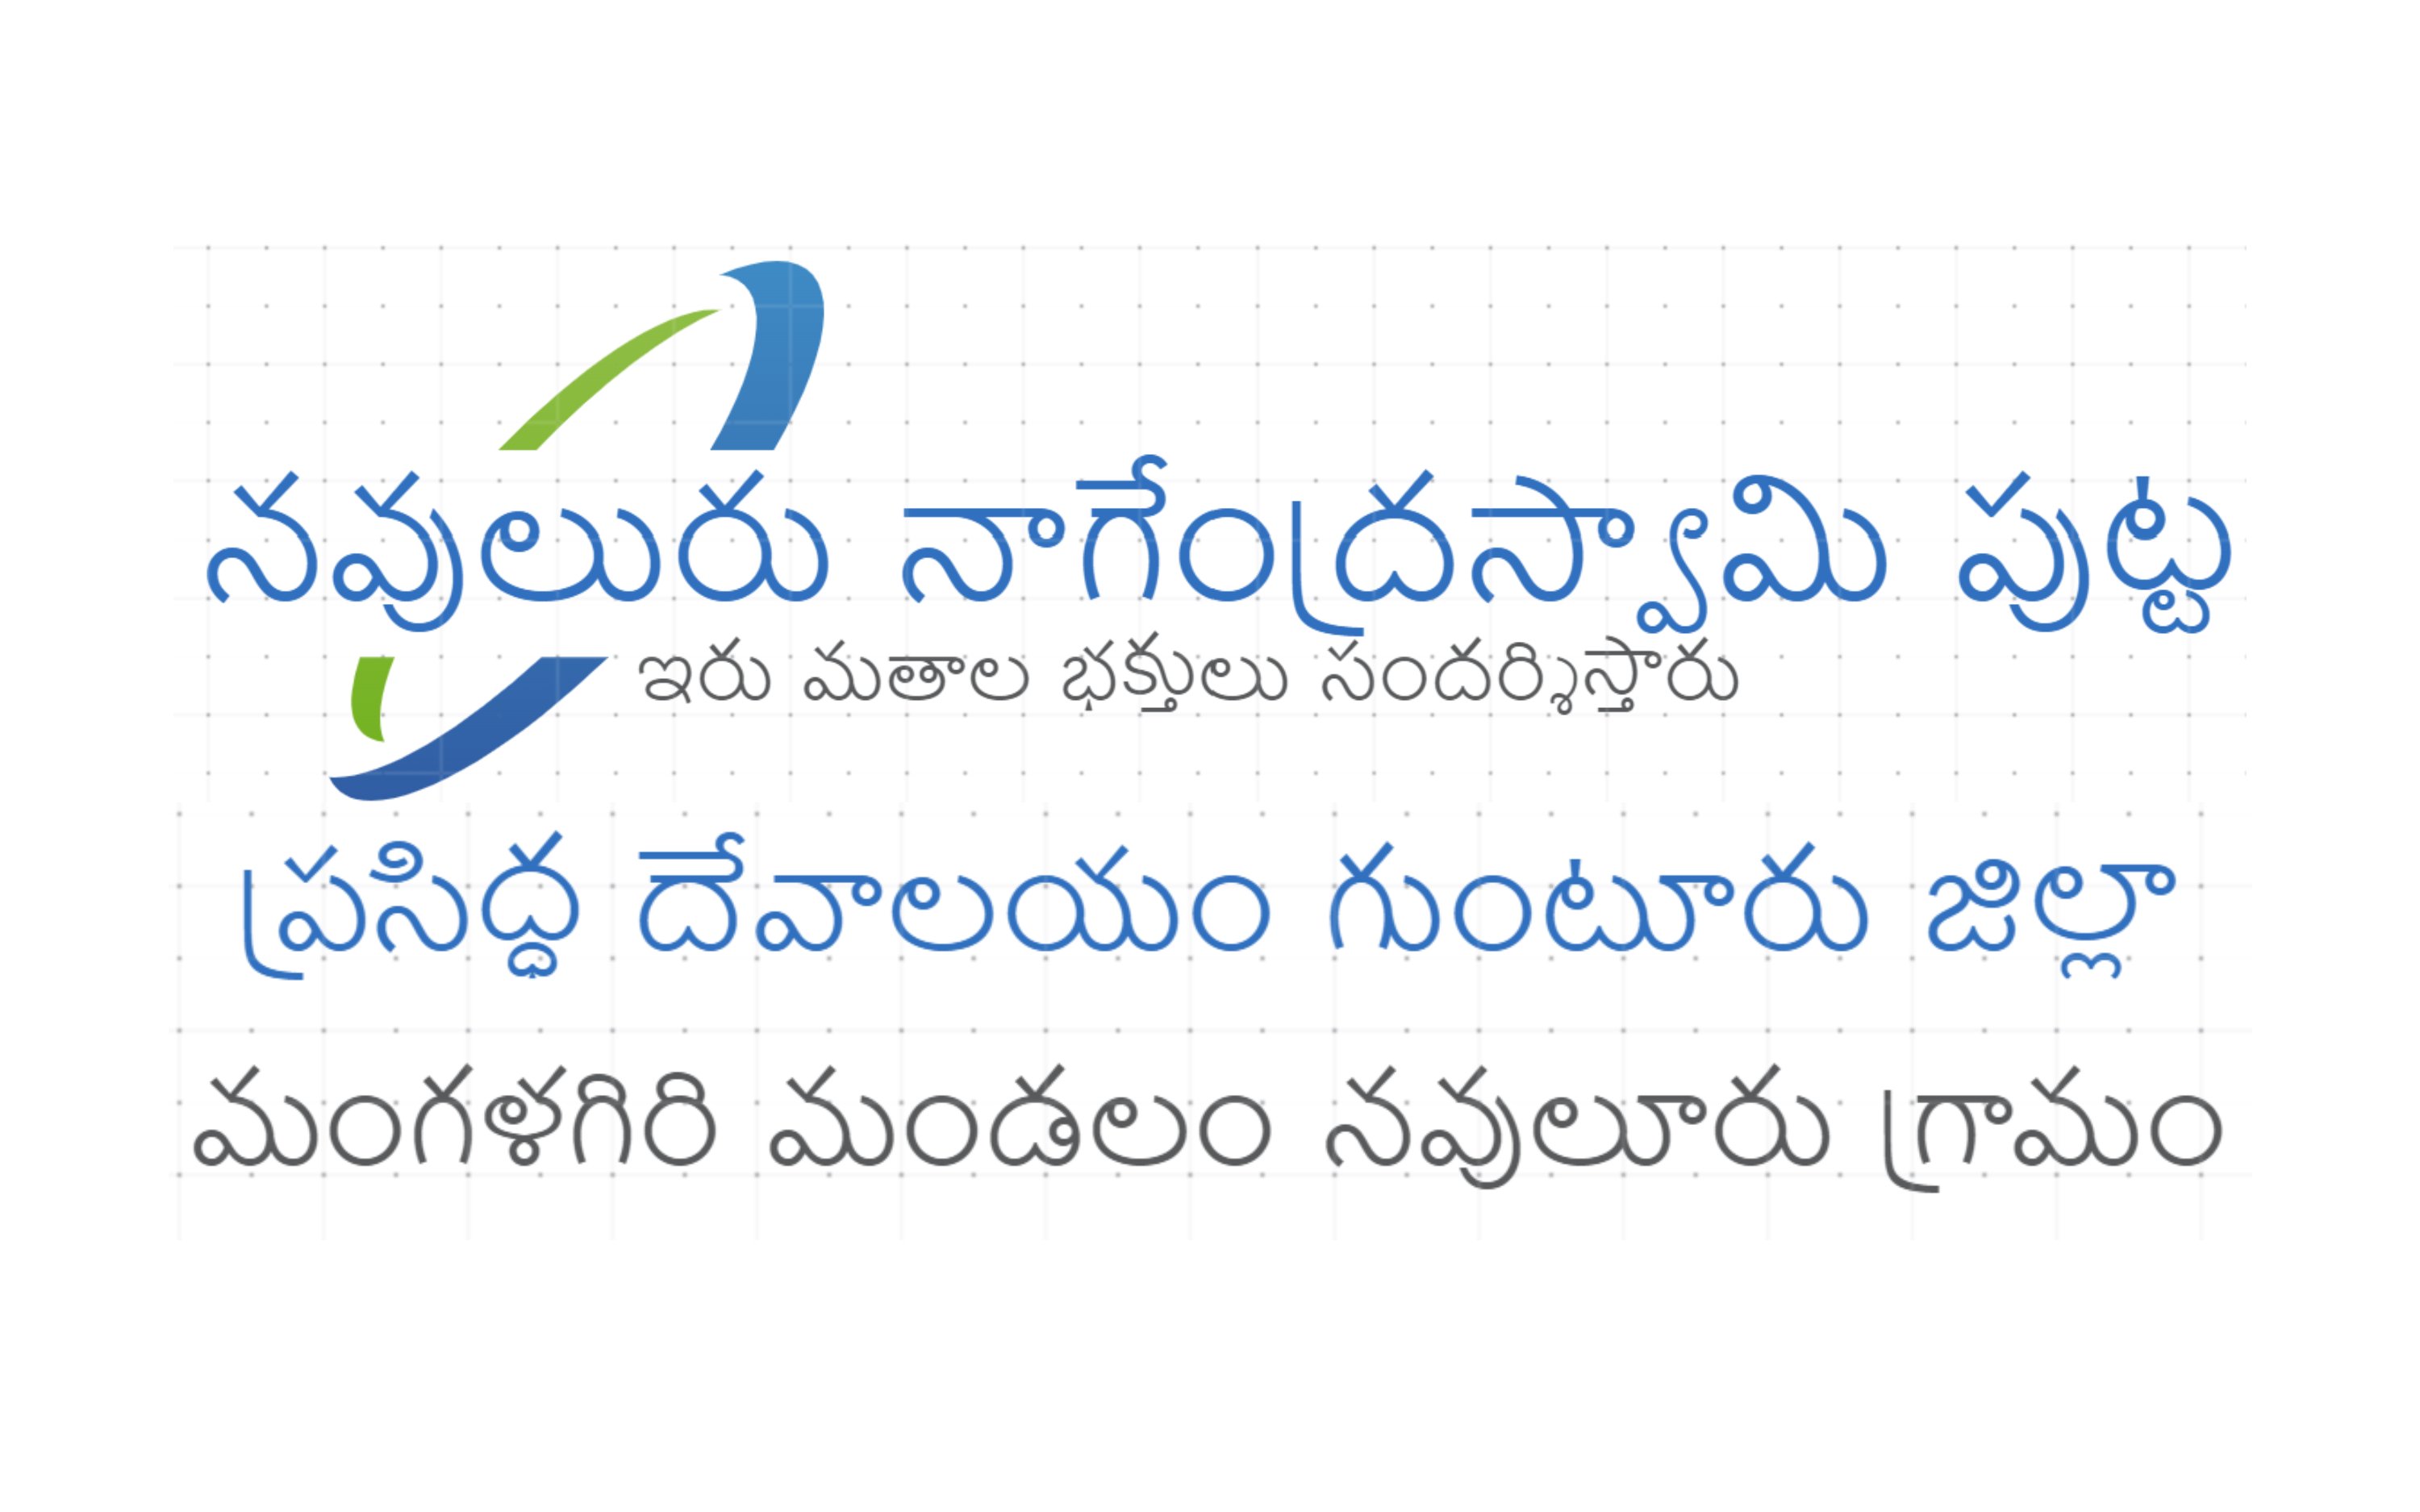 నవులురు నాగేంద్రస్వామి పుట్ట
ఇరు మతాల భక్తులు సందర్శిస్తారు
ప్రసిద్ధ దేవాలయం గుంటూరు జిల్లా
మంగళగిరి మండలం నవులూరు గ్రామం